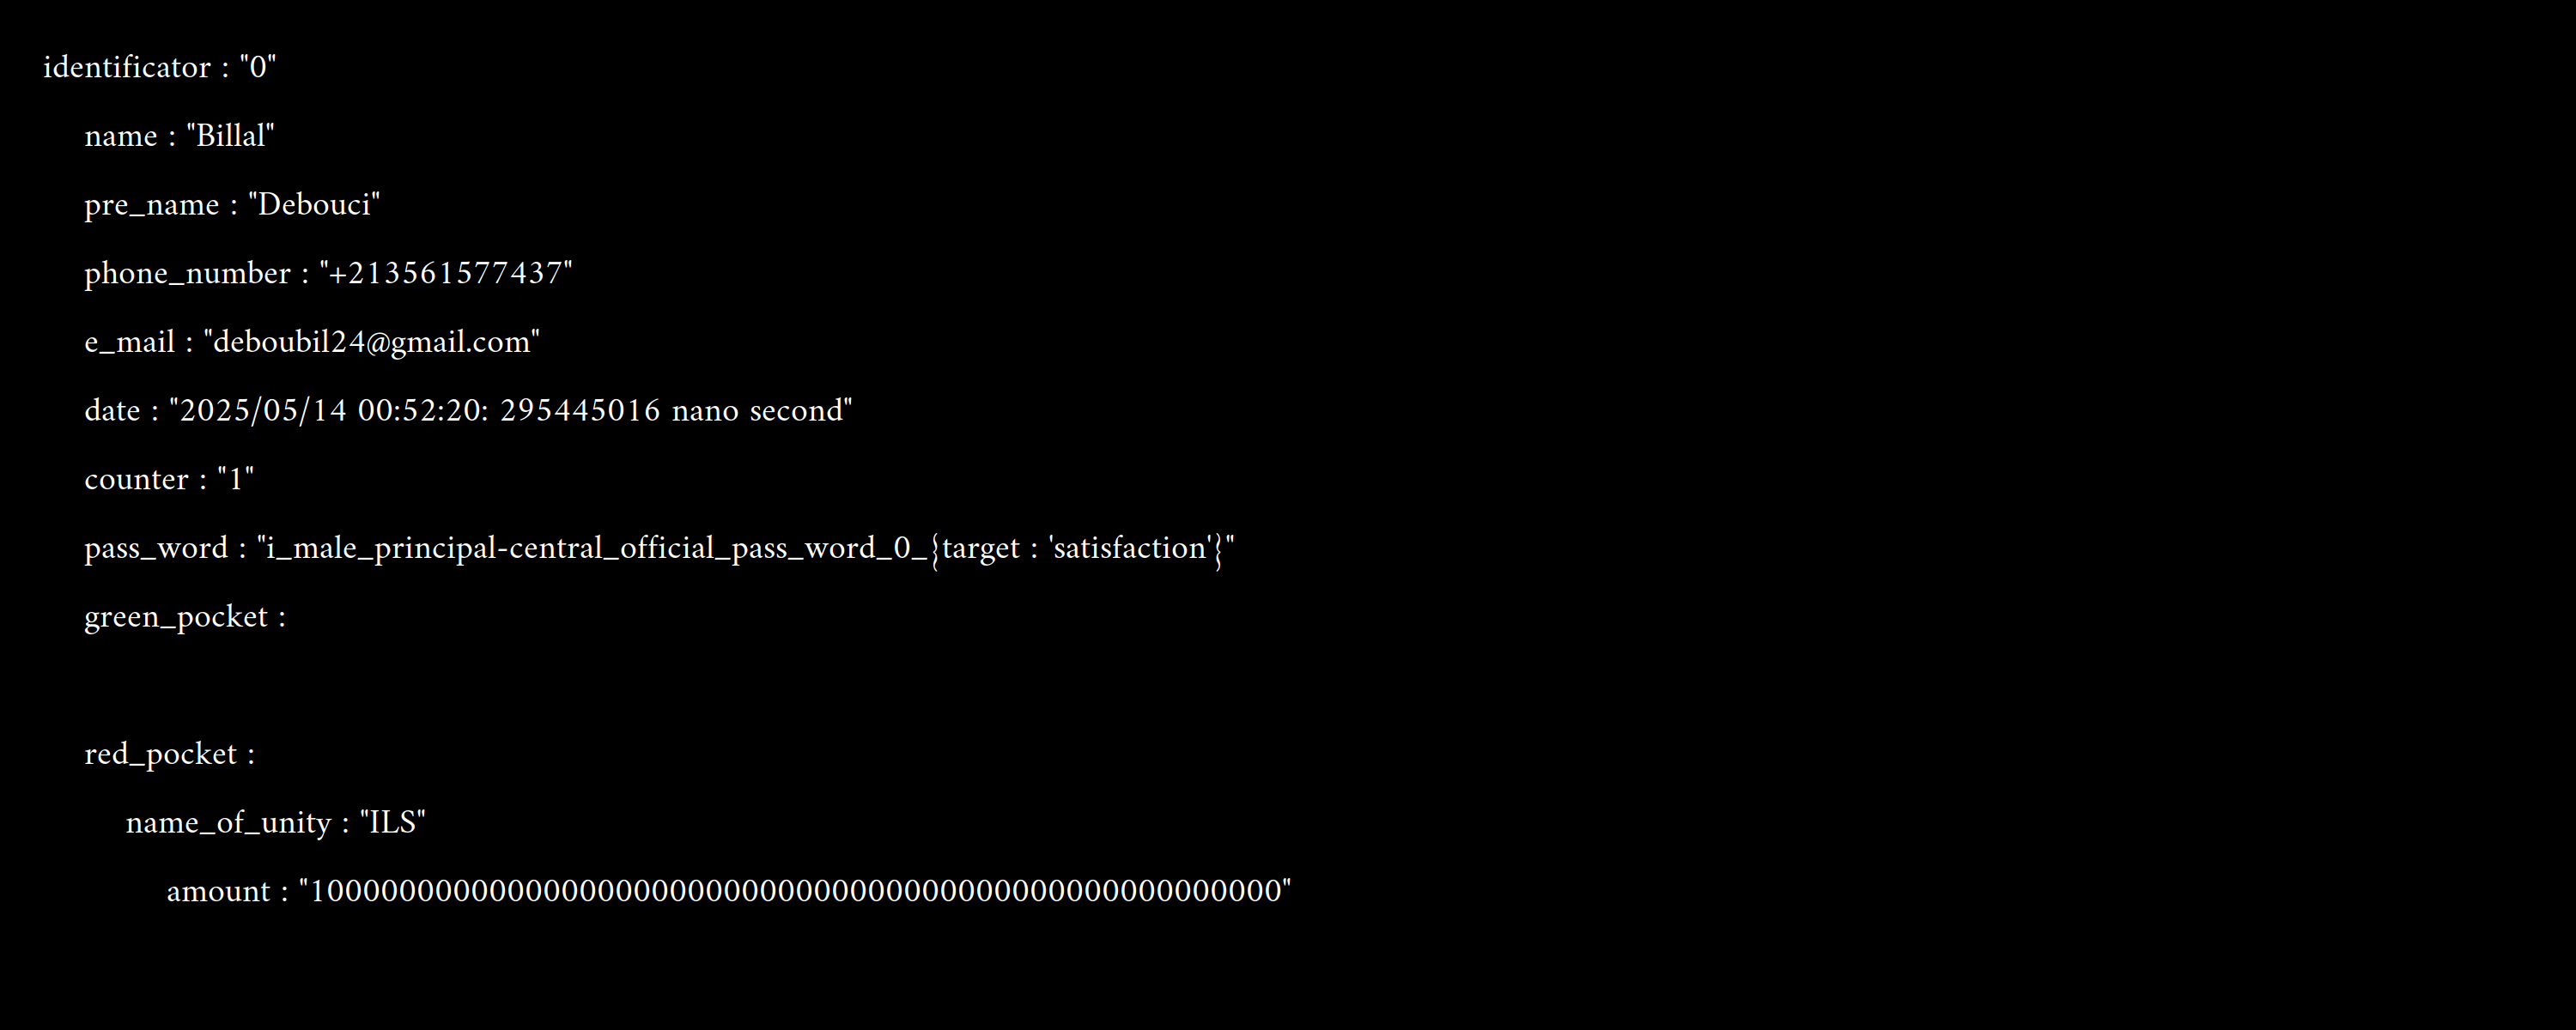 identificator : "0"
name : "Billal"
pre_name : "Debouci"
phone_number : "+213561577437"
e_mail : "deboubil24@gmail.com"
date : "2025/05/14 00:52:20: 295445016 nano second"
counter : "1"
pass_word : "i_male_principal-central_official_pass_word_0_{target : 'satisfaction'}"
green_pocket :
red_pocket :
name_of_unity : "ILS"
amount : "100000000000000000000000000000000000000000000000000000"